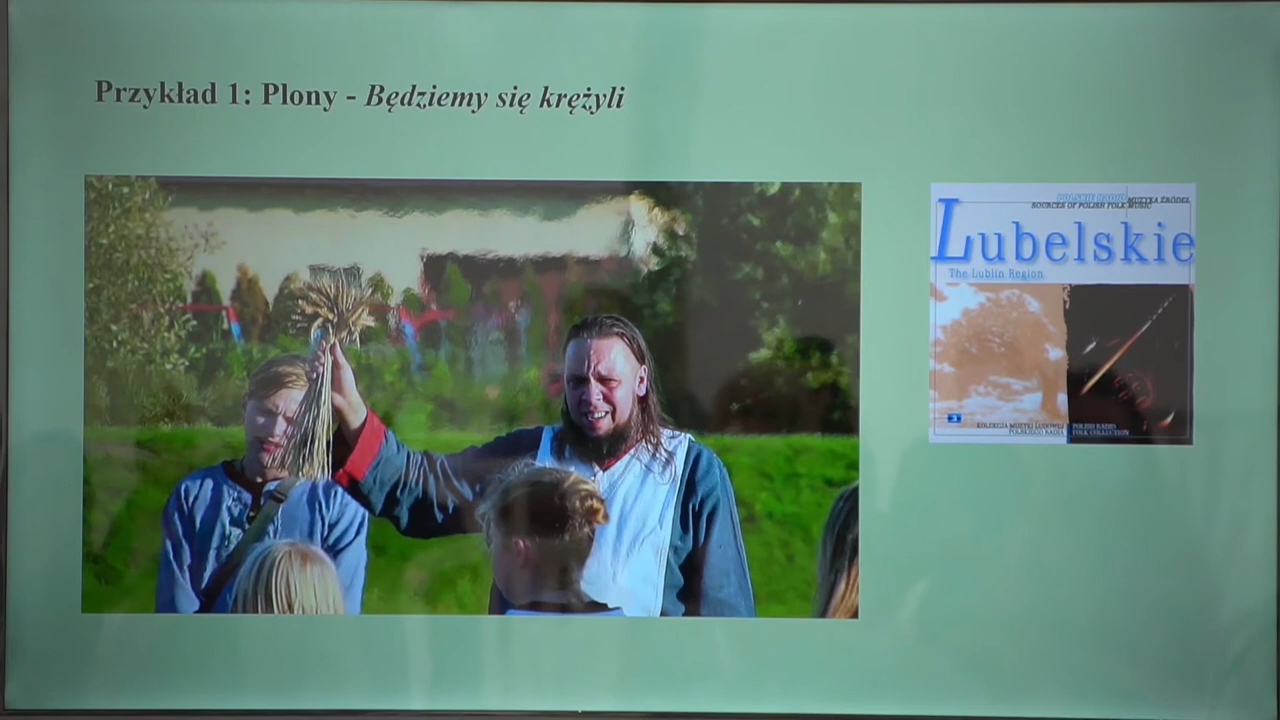 Przykład 1: Plony - Będziemy się krężyli
POLSKIE RADIO MUZYKA ŹRÓDEŁ
SOURCES OF POLISH FOLK MUSIC
Lubelskie
The Lublin Region
KOLEKCJA MUZYKI LUDOWEJ
POLSKIEGO RADIA
POLISH RADIO
FOLK COLLECTION